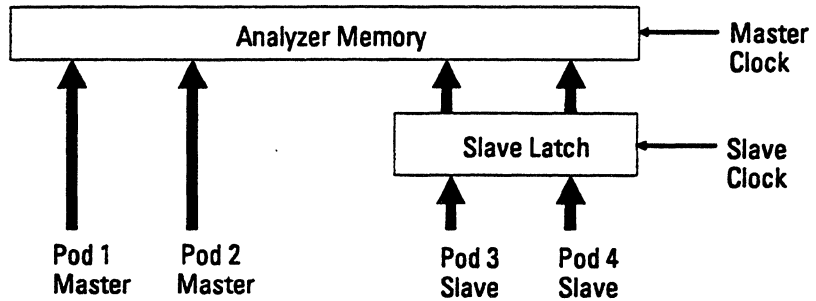 Analyzer Memory
Master
Clock
Slave Latch
Slave
Clock
Pod 1
Master
Pod 2
Master
Pod 3
Slave
Pod 4
Slave